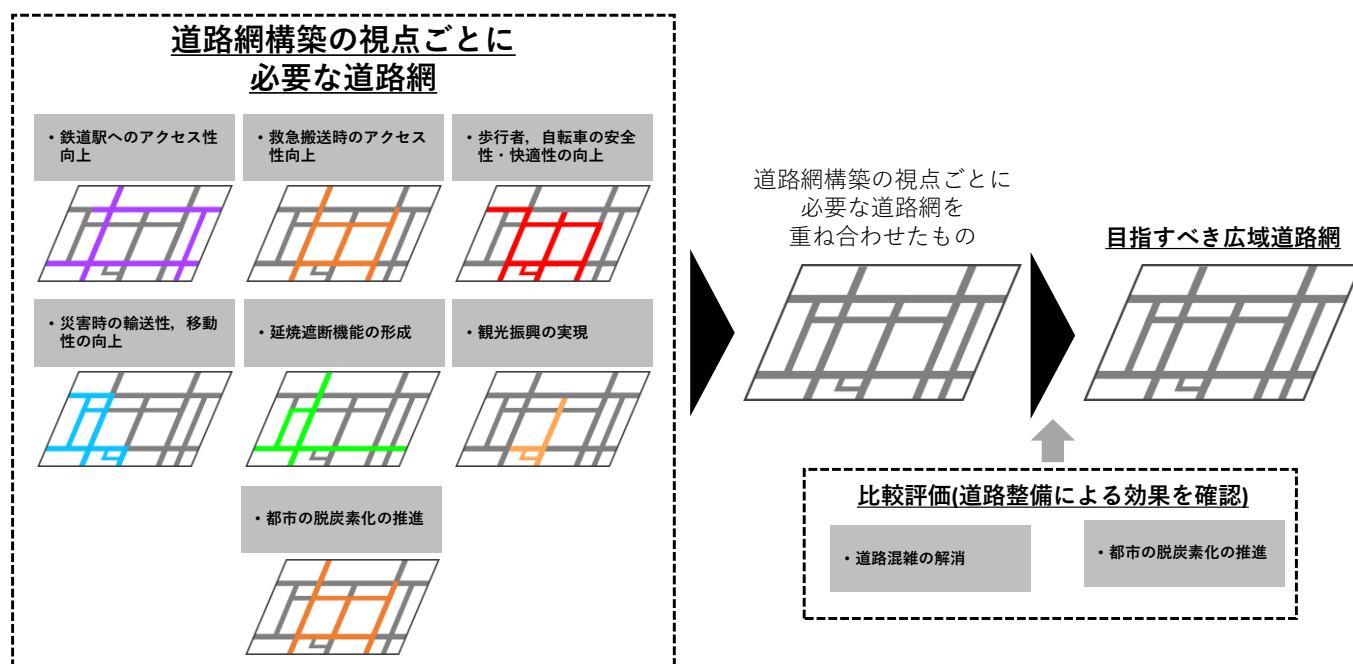 道路網構築の視点ごとに
必要な道路網
・鉄道駅へのアクセス性
向上
・救急搬送時のアクセス
性向上
・歩行者，自転車の安全
性・快適性の向上
・災害時の輸送性，移動
性の向上
・延焼遮断機能の形成
・観光振興の実現
・都市の脱炭素化の推進
道路網構築の視点ごとに
必要な道路網を
重ね合わせたもの
目指すべき広域道路網
比較評価(道路整備による効果を確認)
・道路混雑の解消
・都市の脱炭素化の推進